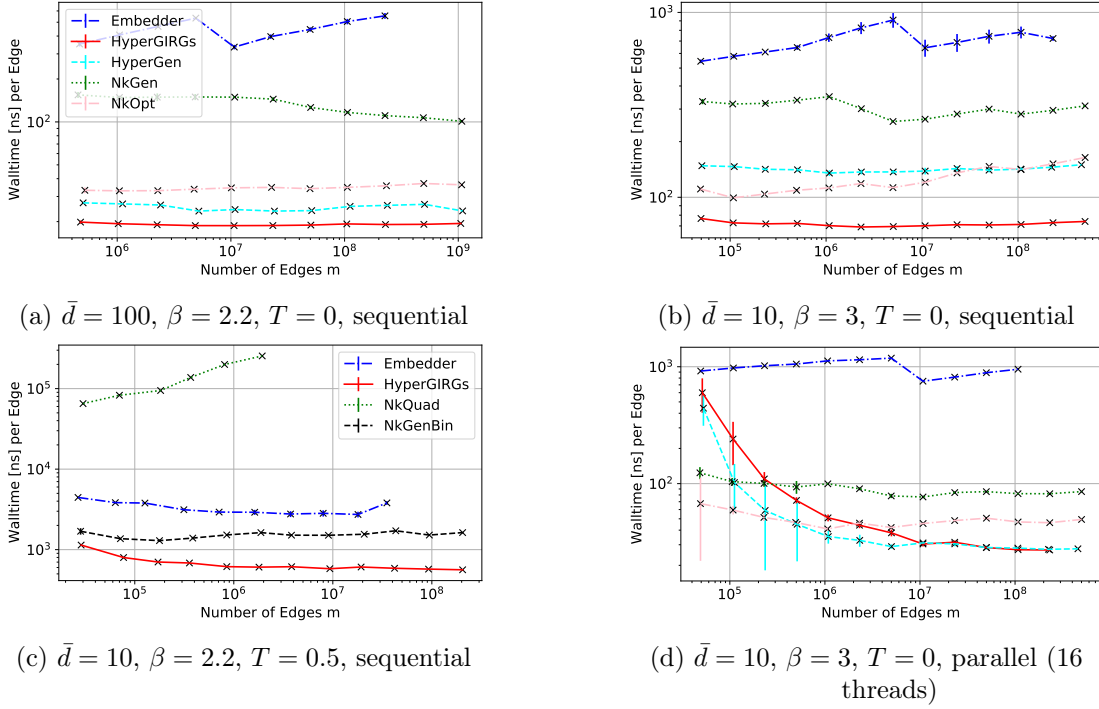 Embedder
HyperGIRGs
HyperGen
NkGen
NkOpt
10^2
Walltime [ns] per Edge
10^6 10^7 10^8 10^9
Number of Edges m
(a) d̄ = 100, β = 2.2, T = 0, sequential
10^3
10^2
Walltime [ns] per Edge
10^5 10^6 10^7 10^8
Number of Edges m
(b) d̄ = 10, β = 3, T = 0, sequential
Embedder
HyperGIRGs
NkQuad
NkGenBin
10^5
10^4
10^3
Walltime [ns] per Edge
10^5 10^6 10^7 10^8
Number of Edges m
(c) d̄ = 10, β = 2.2, T = 0.5, sequential
10^3
10^2
Walltime [ns] per Edge
10^5 10^6 10^7 10^8
Number of Edges m
(d) d̄ = 10, β = 3, T = 0, parallel (16
threads)